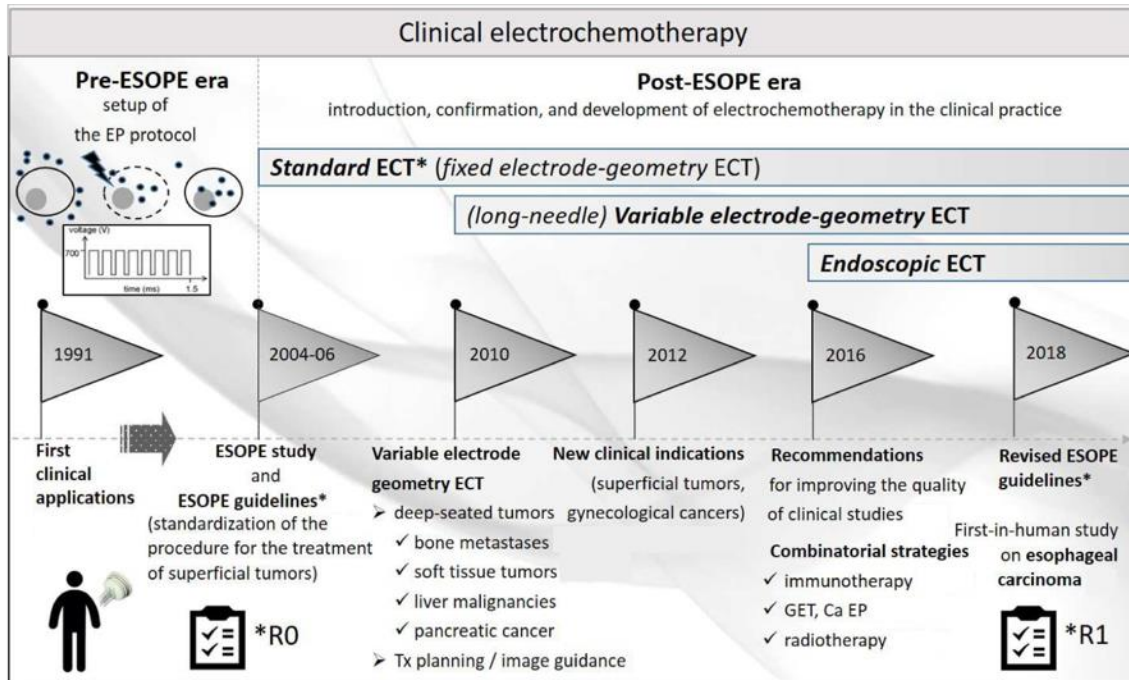 Clinical electrochemotherapy
Pre-ESOPE era
setup of
the EP protocol
voltage (V)
700
time (ms)
1.5
Post-ESOPE era
introduction, confirmation, and development of electrochemotherapy in the clinical practice
Standard ECT* (fixed electrode-geometry ECT)
(long-needle) Variable electrode-geometry ECT
Endoscopic ECT
1991
2004-06
2010
2012
2016
2018
First
clinical
applications
ESOPE study
and
ESOPE guidelines*
(standardization of the
procedure for the treatment
of superficial tumors)
*R0
Variable electrode
geometry ECT
➢ deep-seated tumors
✓ bone metastases
✓ soft tissue tumors
✓ liver malignancies
✓ pancreatic cancer
➢ Tx planning / image guidance
New clinical indications
(superficial tumors,
gynecological cancers)
Recommendations
for improving the quality
of clinical studies
Combinatorial strategies
✓ immunotherapy
✓ GET, Ca EP
✓ radiotherapy
Revised ESOPE
guidelines*
First-in-human study
on esophageal
carcinoma
*R1